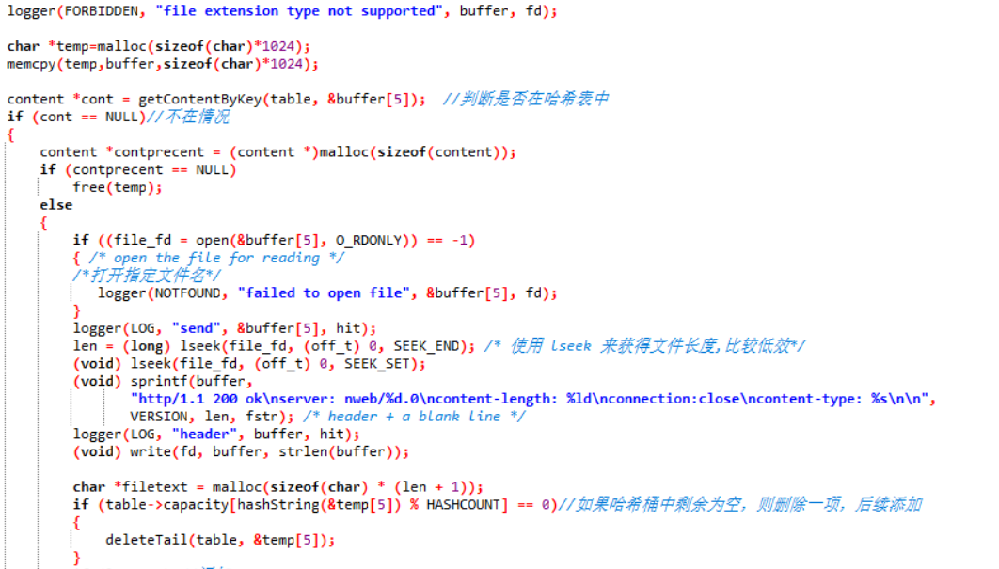 logger(FORBIDDEN, "file extension type not supported", buffer, fd);
char *temp=malloc(sizeof(char)*1024);
memcpy(temp,buffer,sizeof(char)*1024);
content *cont = getContentByKey(table, &buffer[5]);  //判断是否在哈希表中
if (cont == NULL)//不在情况
{
    content *contprecent = (content *)malloc(sizeof(content));
    if (contprecent == NULL)
        free(temp);
    else
    {
        if ((file_fd = open(&buffer[5], O_RDONLY)) == -1)
        { /* open the file for reading */
        /*打开指定文件名*/
           logger(NOTFOUND, "failed to open file", &buffer[5], fd);
        }
        logger(LOG, "send", &buffer[5], hit);
        len = (long) lseek(file_fd, (off_t) 0, SEEK_END); /* 使用 lseek 来获得文件长度,比较低效*/
        (void) lseek(file_fd, (off_t) 0, SEEK_SET);
        (void) sprintf(buffer,
               "http/1.1 200 ok\nserver: nweb/%d.0\ncontent-length: %ld\nconnection:close\ncontent-type: %s\n\n",
               VERSION, len, fstr); /* header + a blank line */
        logger(LOG, "header", buffer, hit);
        (void) write(fd, buffer, strlen(buffer));
        char *filetext = malloc(sizeof(char) * (len + 1));
        if (table->capacity[hashString(&temp[5]) % HASHCOUNT] == 0)//如果哈希桶中剩余为空，则删除一项，后续添加
        {
            deleteTail(table, &temp[5]);
        }